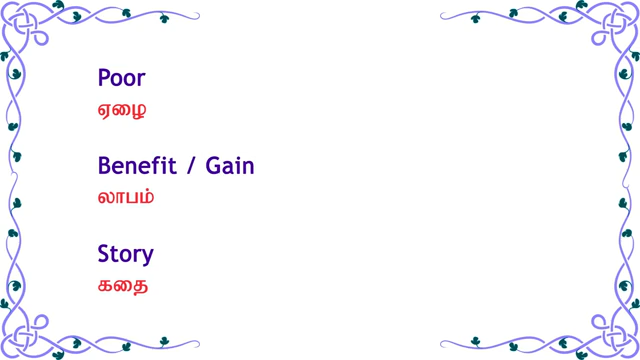 Poor
ஏழை
Benefit / Gain
லாபம்
Story
கதை